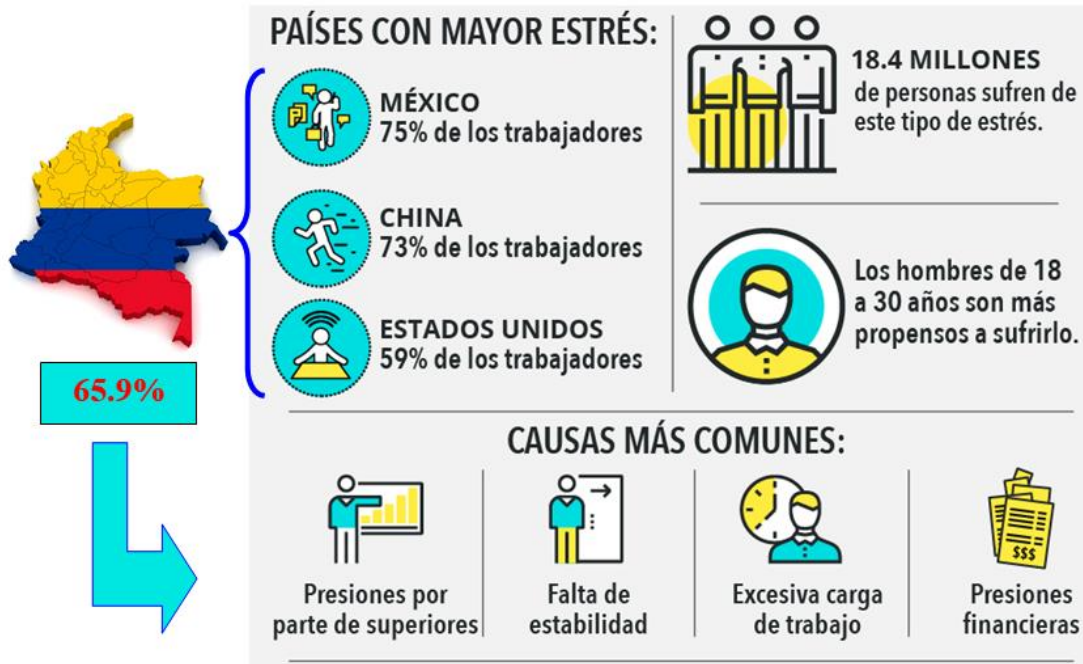 PAÍSES CON MAYOR ESTRÉS:
MÉXICO
75% de los trabajadores
CHINA
73% de los trabajadores
ESTADOS UNIDOS
59% de los trabajadores
18.4 MILLONES
de personas sufren de
este tipo de estrés.
Los hombres de 18
a 30 años son más
propensos a sufrirlo.
65.9%
CAUSAS MÁS COMUNES:
Presiones por
parte de superiores
Falta de
estabilidad
Excesiva carga
de trabajo
$$$
Presiones
financieras